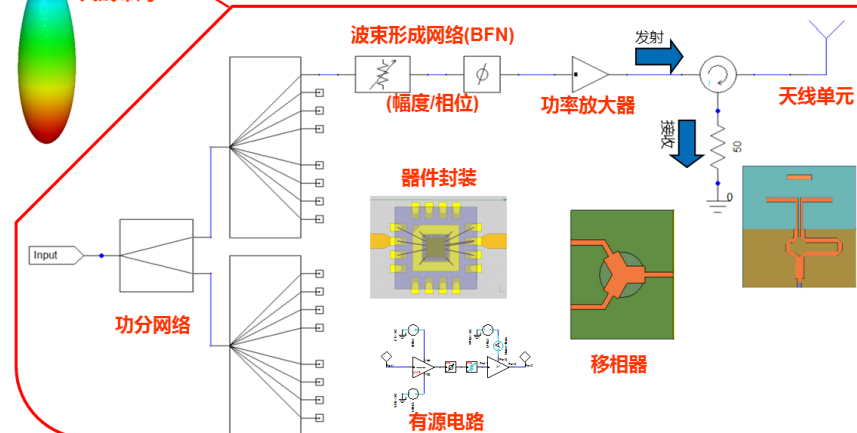 波束形成网络(BFN)
发射
(幅度/相位)
功率放大器
天线单元
接收
50
0
器件封装
Input
功分网络
移相器
有源电路